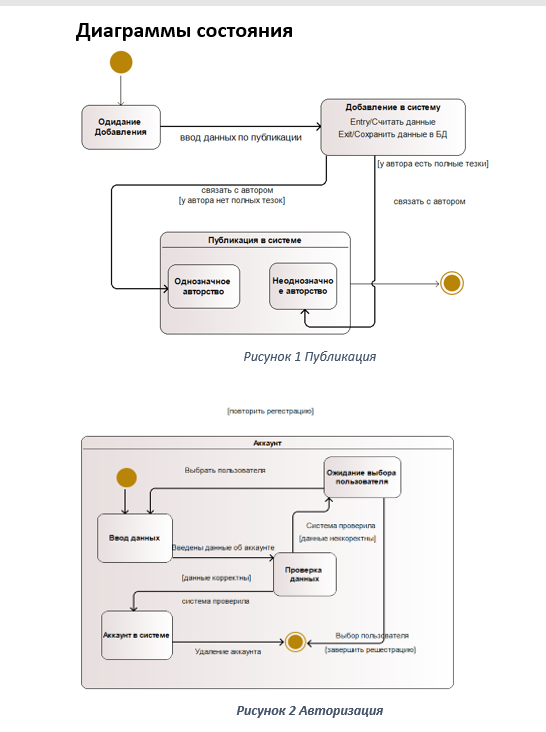 Диаграммы состояния
Одидание
Добавления
ввод данных по публикации
Добавление в систему
Entry/Считать данные
Exit/Сохранить данные в БД
[у автора есть полные тезки]
связать с автором
[у автора нет полных тезок]
связать с автором
Публикация в системе
Однозначное
авторство
Неоднозначно
е авторство
Рисунок 1 Публикация
[повторить регестрацию]
Аккаунт
Выбрать пользователя
Ожидание выбора
пользователя
Ввод данных
Введены данные об аккаунте
Система проверила
[данные неккоректны]
Проверка
данных
[данные корректны]
система проверила
Аккаунт в системе
Удаление аккаунта
Выбор пользователя
[завершить решестрацию]
Рисунок 2 Авторизация